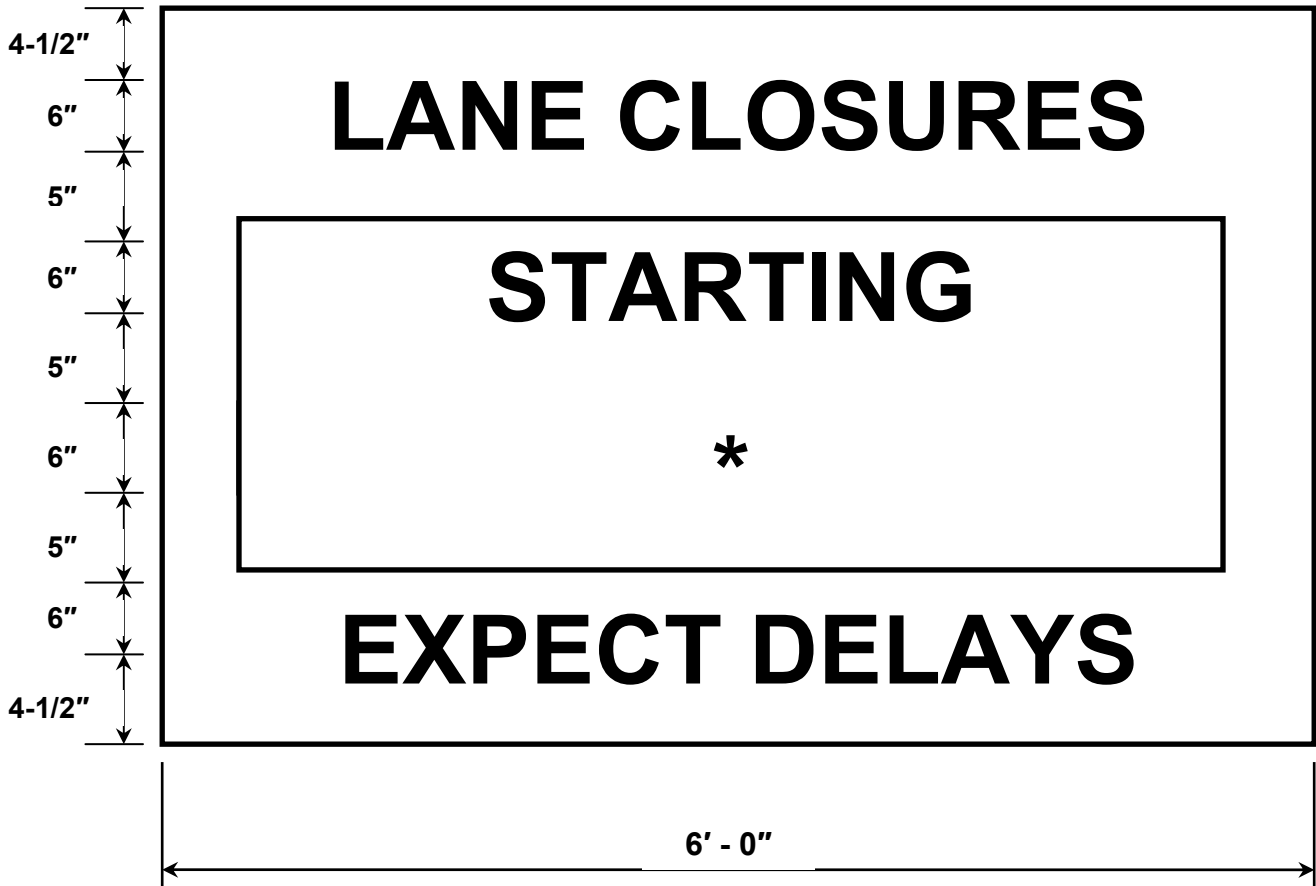 4-1/2"
6"
LANE CLOSURES
5"
6"
STARTING
5"
6"
*
5"
6"
EXPECT DELAYS
4-1/2"
6' - 0"